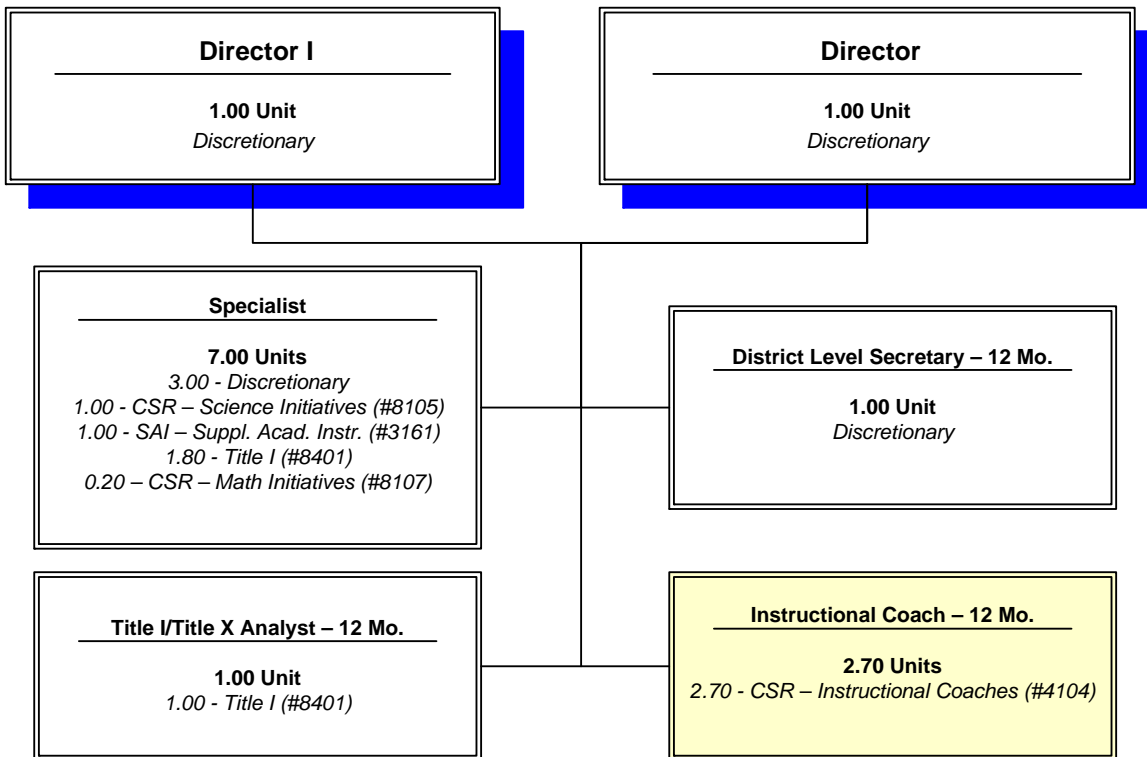 Director I
1.00 Unit
Discretionary
Director
1.00 Unit
Discretionary
Specialist
7.00 Units
3.00 - Discretionary
1.00 - CSR – Science Initiatives (#8105)
1.00 - SAI – Suppl. Acad. Instr. (#3161)
1.80 - Title I (#8401)
0.20 – CSR – Math Initiatives (#8107)
District Level Secretary – 12 Mo.
1.00 Unit
Discretionary
Title I/Title X Analyst – 12 Mo.
1.00 Unit
1.00 - Title I (#8401)
Instructional Coach – 12 Mo.
2.70 Units
2.70 - CSR – Instructional Coaches (#4104)